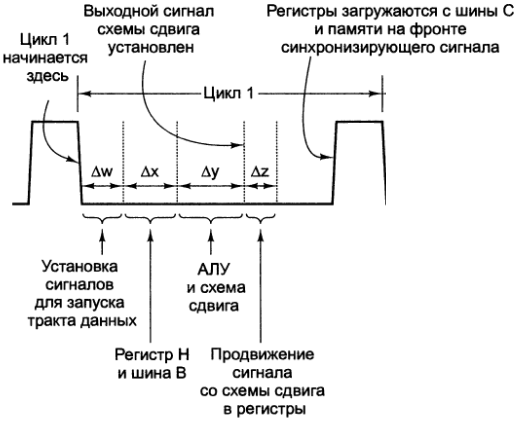 Выходной сигнал
схемы сдвига
установлен
Регистры загружаются с шины C
и памяти на фронте
синхронизирующего сигнала
Цикл 1
начинается
здесь
Цикл 1
Δw
Δx
Δy
Δz
Установка
сигналов
для запуска
тракта данных
АЛУ
и схема
сдвига
Регистр H
и шина B
Продвижение
сигнала
со схемы сдвига
в регистры